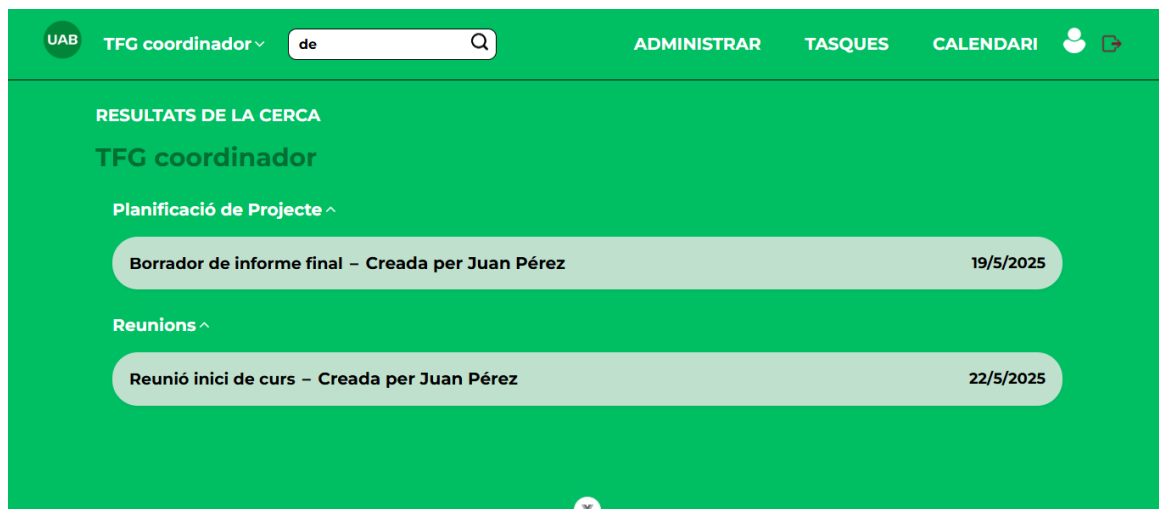 UAB TFG coordinador de ADMINISTRAR TASQUES CALENDARI
RESULTATS DE LA CERCA
TFG coordinador
Planificació de Projecte
Borrador de informe final – Creada per Juan Pérez 19/5/2025
Reunions
Reunió inici de curs – Creada per Juan Pérez 22/5/2025